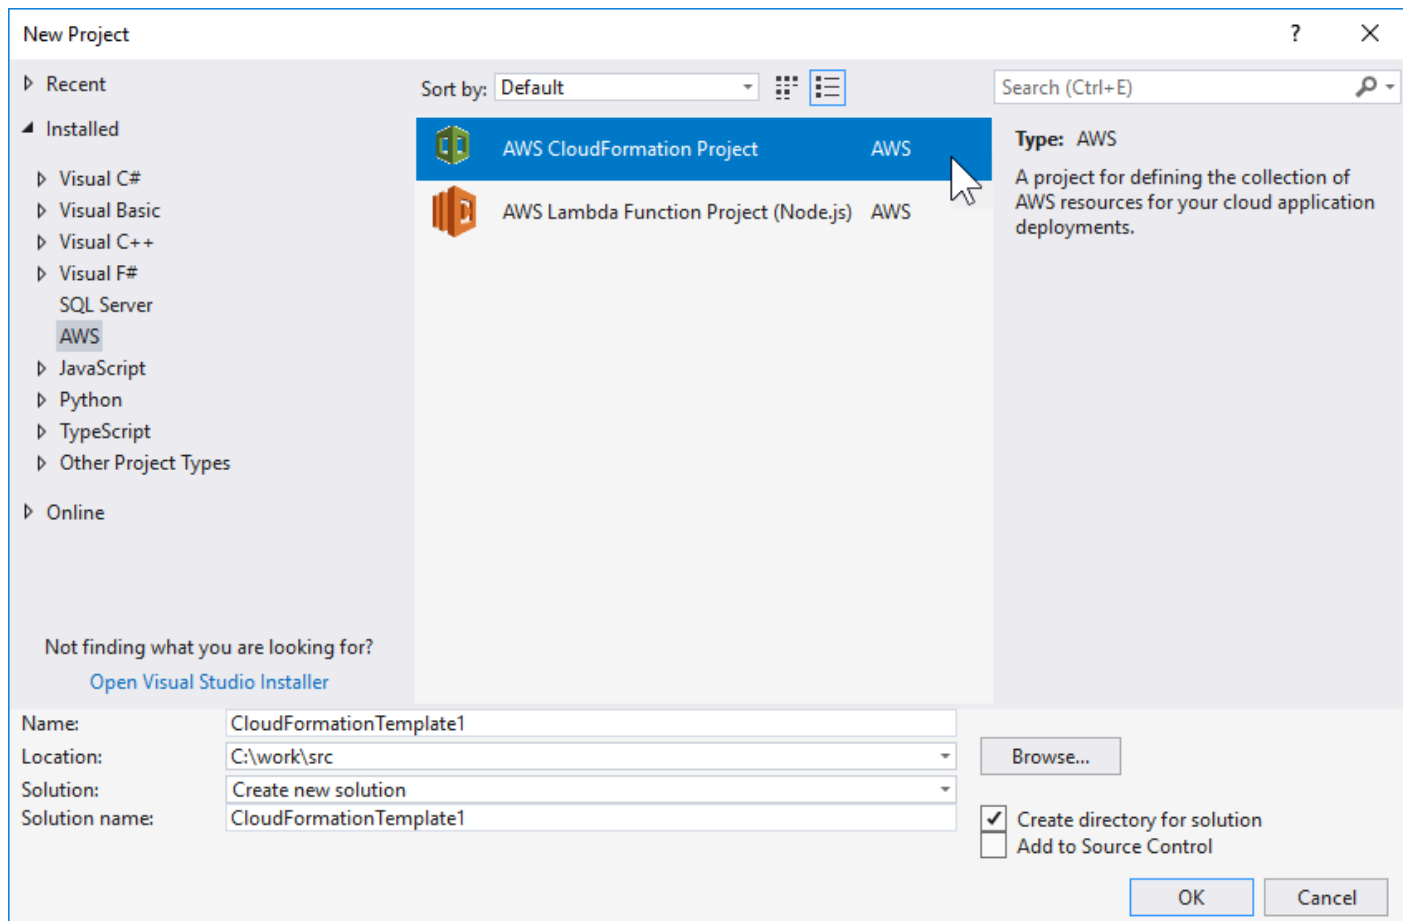 New Project
?
Recent
Installed
Visual C#
Visual Basic
Visual C++
Visual F#
SQL Server
AWS
JavaScript
Python
TypeScript
Other Project Types
Online
Not finding what you are looking for?
Open Visual Studio Installer
Sort by: Default
AWS CloudFormation Project AWS
AWS Lambda Function Project (Node.js) AWS
Search (Ctrl+E)
Type: AWS
A project for defining the collection of
AWS resources for your cloud application
deployments.
Name: CloudFormationTemplate1
Location: C:\work\src
Browse...
Solution: Create new solution
Solution name: CloudFormationTemplate1
Create directory for solution
Add to Source Control
OK Cancel